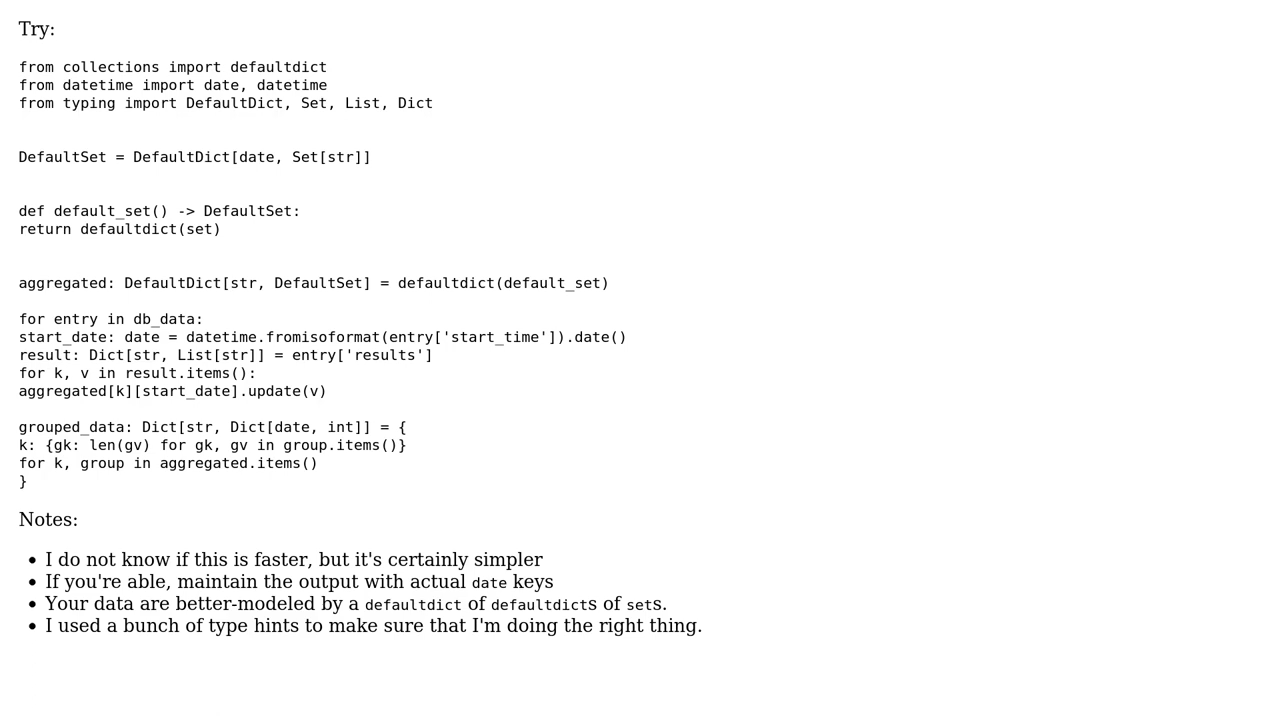 Try:
from collections import defaultdict
from datetime import date, datetime
from typing import DefaultDict, Set, List, Dict
DefaultSet = DefaultDict[date, Set[str]]
def default_set() -> DefaultSet:
return defaultdict(set)
aggregated: DefaultDict[str, DefaultSet] = defaultdict(default_set)
for entry in db_data:
start_date: date = datetime.fromisoformat(entry['start_time']).date()
result: Dict[str, List[str]] = entry['results']
for k, v in result.items():
aggregated[k][start_date].update(v)
grouped_data: Dict[str, Dict[date, int]] = {
k: {gk: len(gv) for gk, gv in group.items()}
for k, group in aggregated.items()
}
Notes:
• I do not know if this is faster, but it's certainly simpler
• If you're able, maintain the output with actual date keys
• Your data are better-modeled by a defaultdict of defaultdicts of sets.
• I used a bunch of type hints to make sure that I'm doing the right thing.